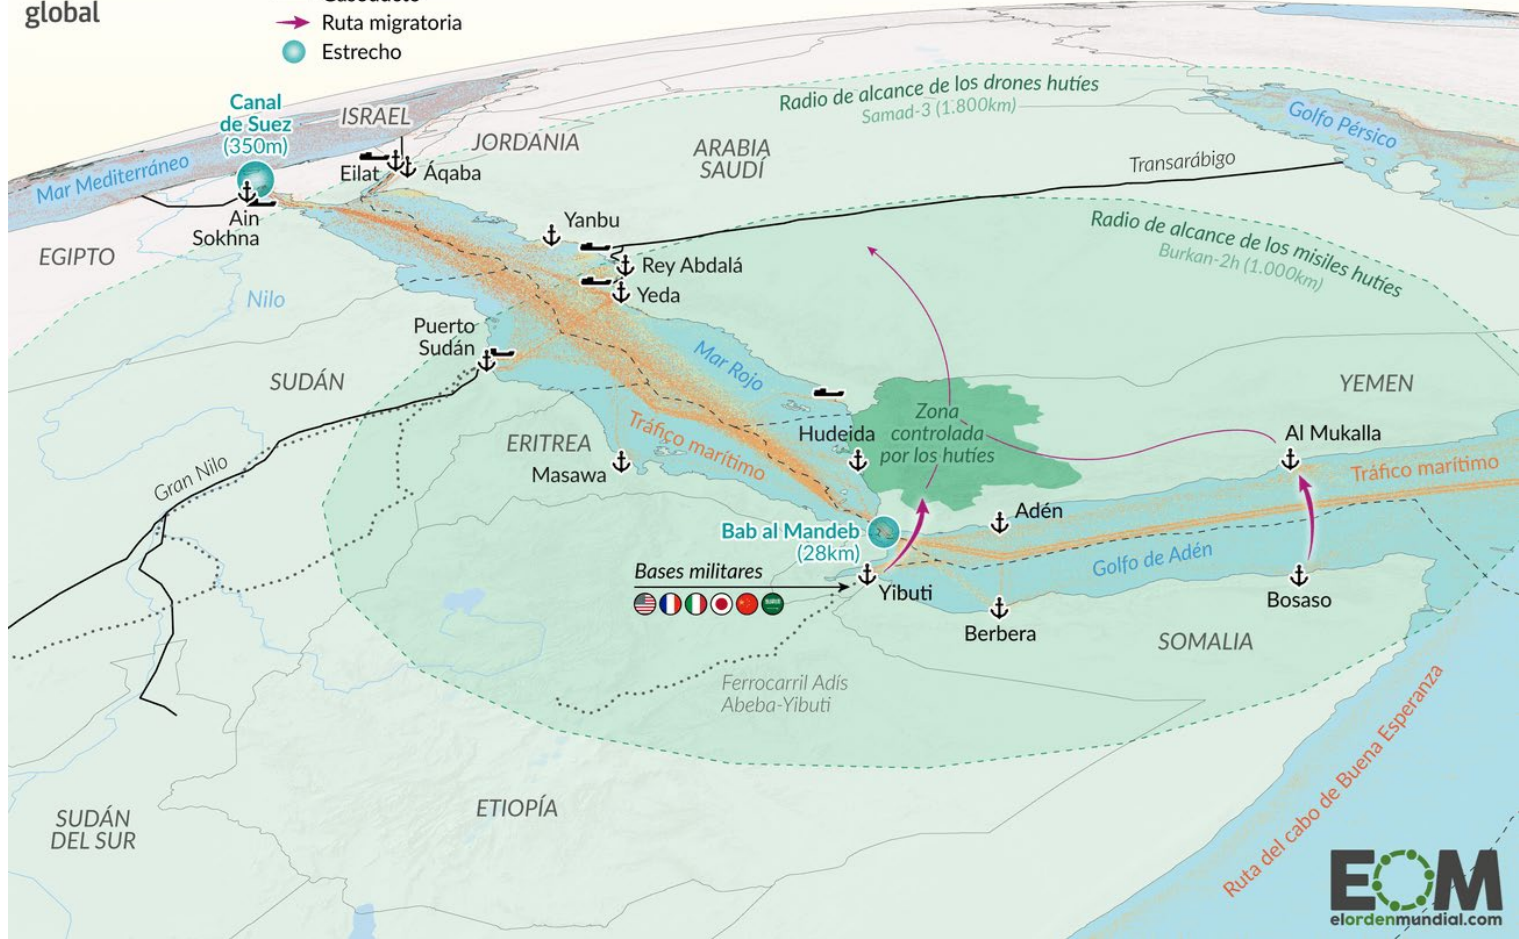 global
Ruta migratoria
Estrecho
Canal
de Suez
(350m)
ISRAEL
JORDANIA
ARABIA
SAUDÍ
Radio de alcance de los drones hutíes
Samad-3 (1.800km)
Golfo Pérsico
Mar Mediterráneo
Eilat
Áqaba
Transarábigo
Ain
Sokhna
Yanbu
EGIPTO
Rey Abdalá
Radio de alcance de los misiles hutíes
Burkan-2h (1.000km)
Nilo
Yeda
Puerto
Sudán
Mar Rojo
SUDÁN
YEMEN
Zona
controlada
por los hutíes
Hudeida
Al Mukalla
ERITREA
Tráfico marítimo
Masawa
Tráfico marítimo
Gran Nilo
Adén
Bab al Mandeb
(28km)
Golfo de Adén
Bases militares
Yibuti
Bosaso
Berbera
SOMALIA
Ferrocarril Adís
Abeba-Yibuti
Ruta del cabo de Buena Esperanza
ETIOPÍA
SUDÁN
DEL SUR
EOM
elordenmundial.com